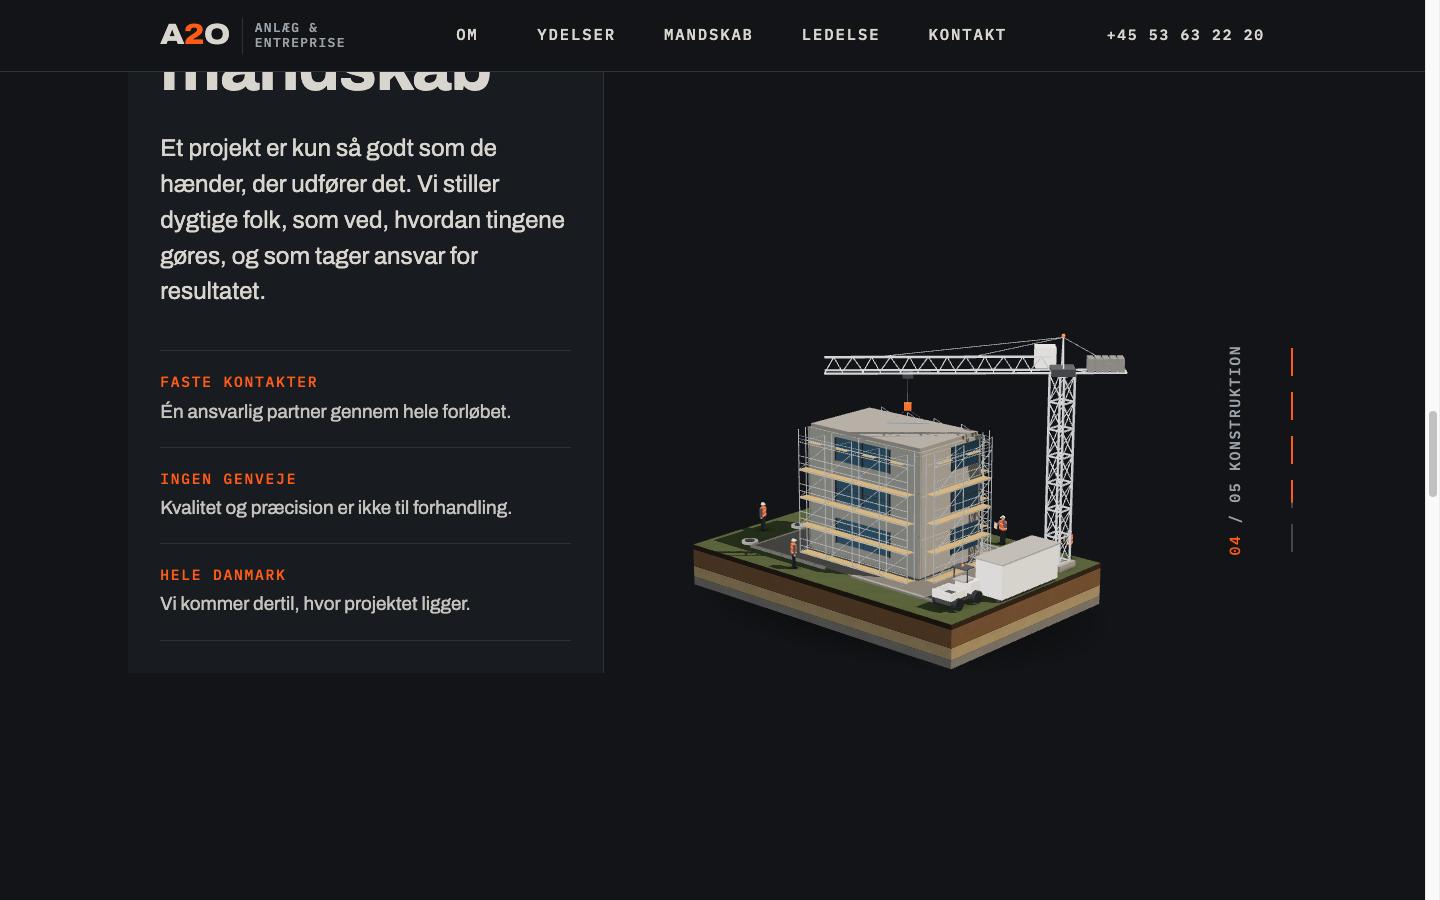 A2O
ANLÆG &
ENTREPRISE
OM
YDELSER
MANDSKAB
LEDELSE
KONTAKT
+45 53 63 22 20
mandskab
Et projekt er kun så godt som de
hænder, der udfører det. Vi stiller
dygtige folk, som ved, hvordan tingene
gøres, og som tager ansvar for
resultatet.
FASTE KONTAKTER
Én ansvarlig partner gennem hele forløbet.
INGEN GENVEJE
Kvalitet og præcision er ikke til forhandling.
HELE DANMARK
Vi kommer dertil, hvor projektet ligger.
04 / 05 KONSTRUKTION